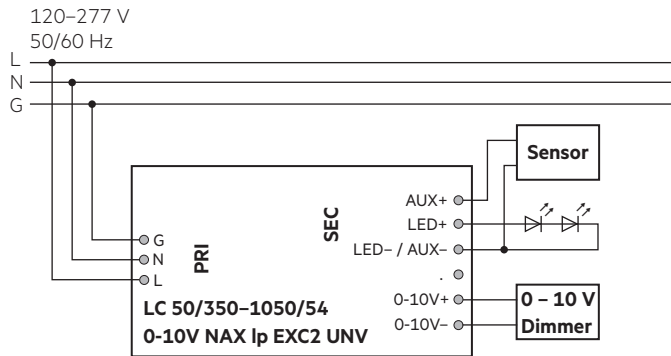 120–277 V
50/60 Hz
L
N
G
Sensor
AUX+
LED+
LED– / AUX–
.
0-10V+
0-10V–
SEC
PRI
G
N
L
LC 50/350–1050/54
0-10V NAX lp EXC2 UNV
0 – 10 V
Dimmer